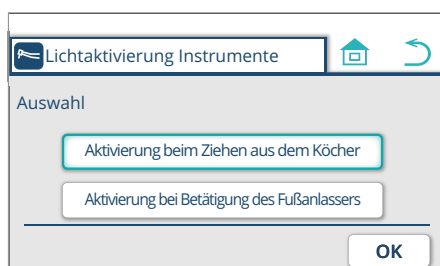 Lichtaktivierung Instrumente
Auswahl
Aktivierung beim Ziehen aus dem Köcher
Aktivierung bei Betätigung des Fußanlassers
OK